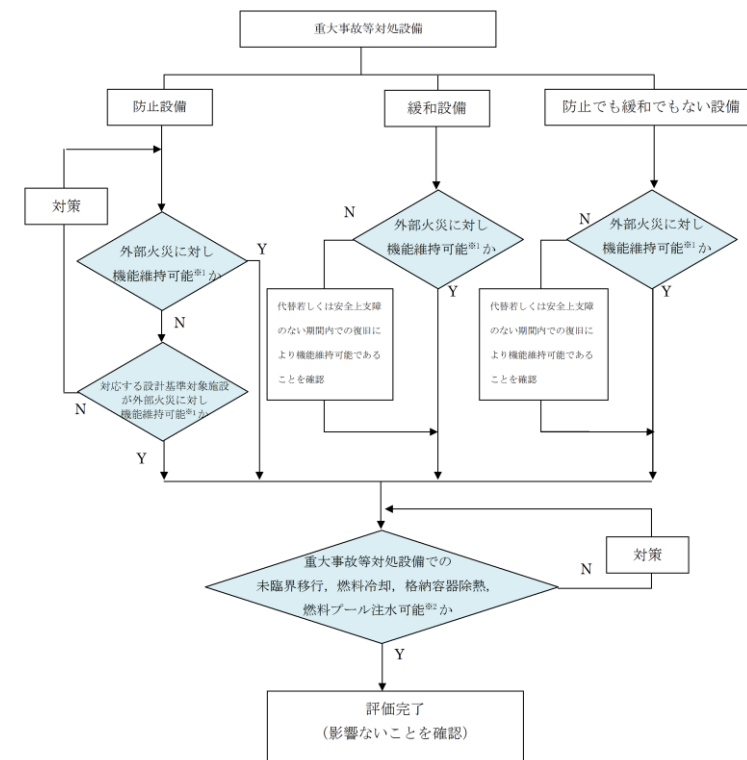 重大事故等対処設備
防止設備
緩和設備
防止でも緩和でもない設備
対策
外部火災に対し
機能維持可能※1か
Y
N
対応する設計基準対象施設
が外部火災に対し
機能維持可能※1か
N
Y
N
外部火災に対し
機能維持可能※1か
Y
代替若しくは安全上支障
のない期間内での復旧に
より機能維持可能である
ことを確認
N
外部火災に対し
機能維持可能※1か
Y
代替若しくは安全上支障
のない期間内での復旧に
より機能維持可能である
ことを確認
重大事故等対処設備での
未臨界移行，燃料冷却，格納容器除熱，
燃料プール注水可能※2か
N
対策
Y
評価完了
（影響ないことを確認）